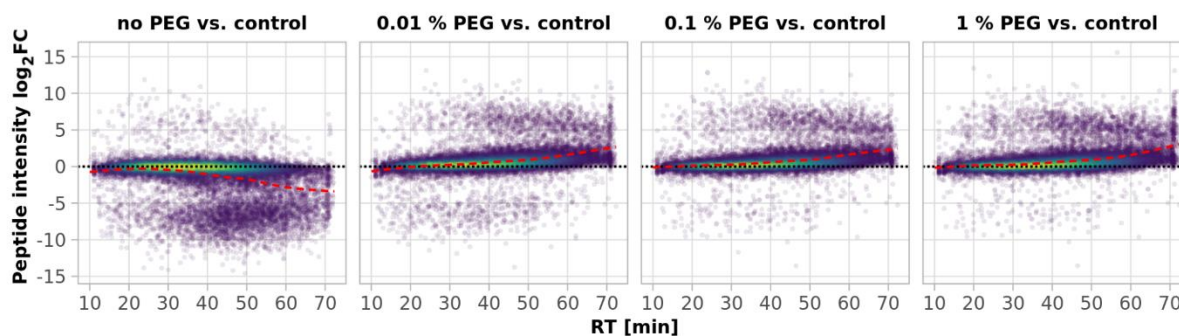 no PEG vs. control
0.01 % PEG vs. control
0.1 % PEG vs. control
1 % PEG vs. control
Peptide intensity log₂FC
15
10
5
0
-5
-10
-15
10 20 30 40 50 60 70
10 20 30 40 50 60 70
10 20 30 40 50 60 70
10 20 30 40 50 60 70
RT [min]